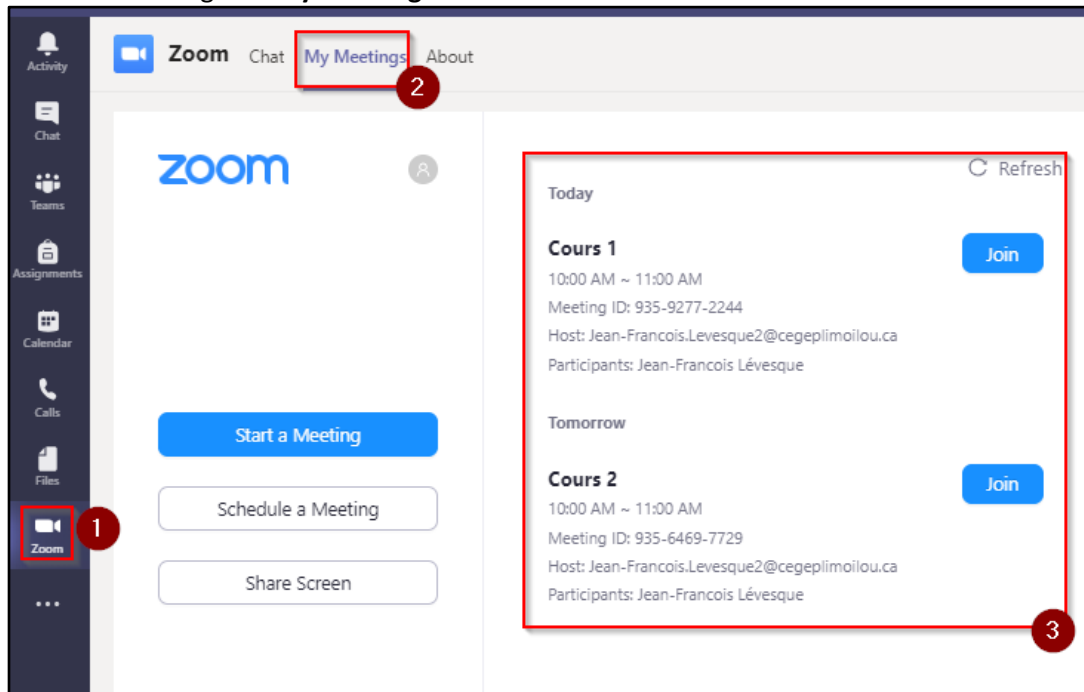 Activity
Chat
Teams
Assignments
Calendar
Calls
Files
Zoom
1
Zoom Chat My Meetings About
2
zoom
Start a Meeting
Schedule a Meeting
Share Screen
Refresh
Today
Cours 1
Join
10:00 AM ~ 11:00 AM
Meeting ID: 935-9277-2244
Host: Jean-Francois.Levesque2@cegeplimoilou.ca
Participants: Jean-Francois Lévesque
Tomorrow
Cours 2
Join
10:00 AM ~ 11:00 AM
Meeting ID: 935-6469-7729
Host: Jean-Francois.Levesque2@cegeplimoilou.ca
Participants: Jean-Francois Lévesque
3